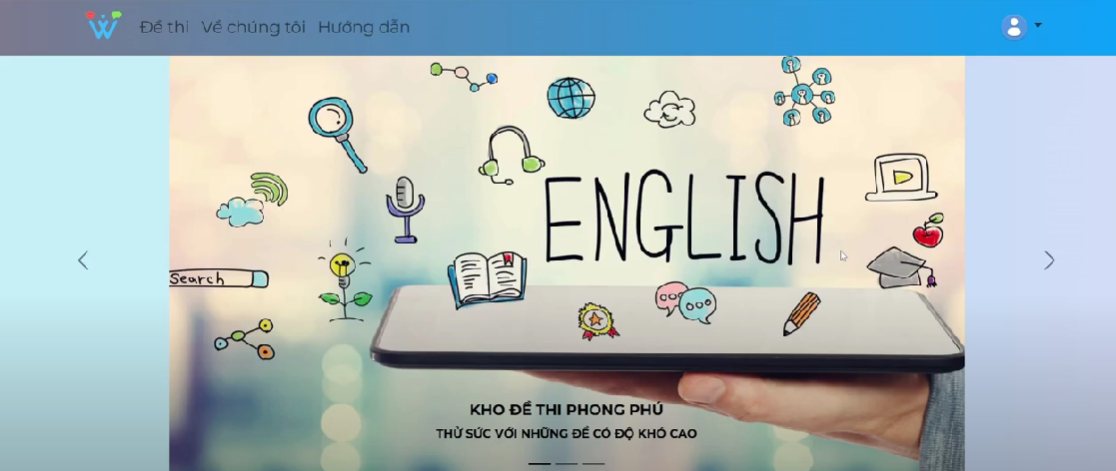 Đề thi Về chúng tôi Hướng dẫn
ENGLISH
Search
KHO ĐỀ THI PHONG PHÚ
THỬ SỨC VỚI NHỮNG ĐỀ CÓ ĐỘ KHÓ CAO